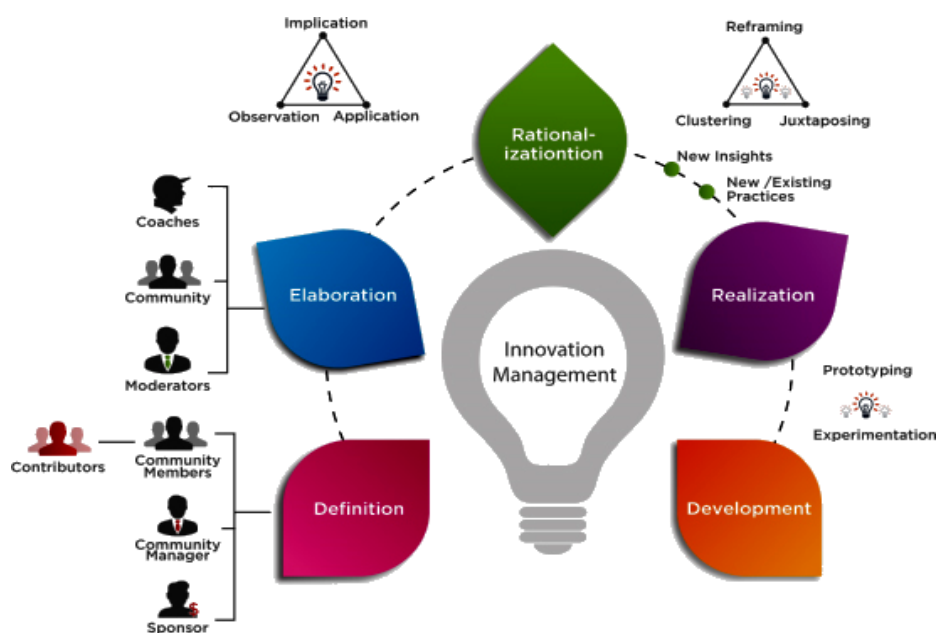 Implication
Observation
Application
Reframing
Clustering
Juxtaposing
Rational-
izationtion
New Insights
New /Existing
Practices
Coaches
Community
Moderators
Elaboration
Realization
Innovation
Management
Prototyping
Experimentation
Contributors
Community
Members
Community
Manager
Sponsor
$
Definition
Development